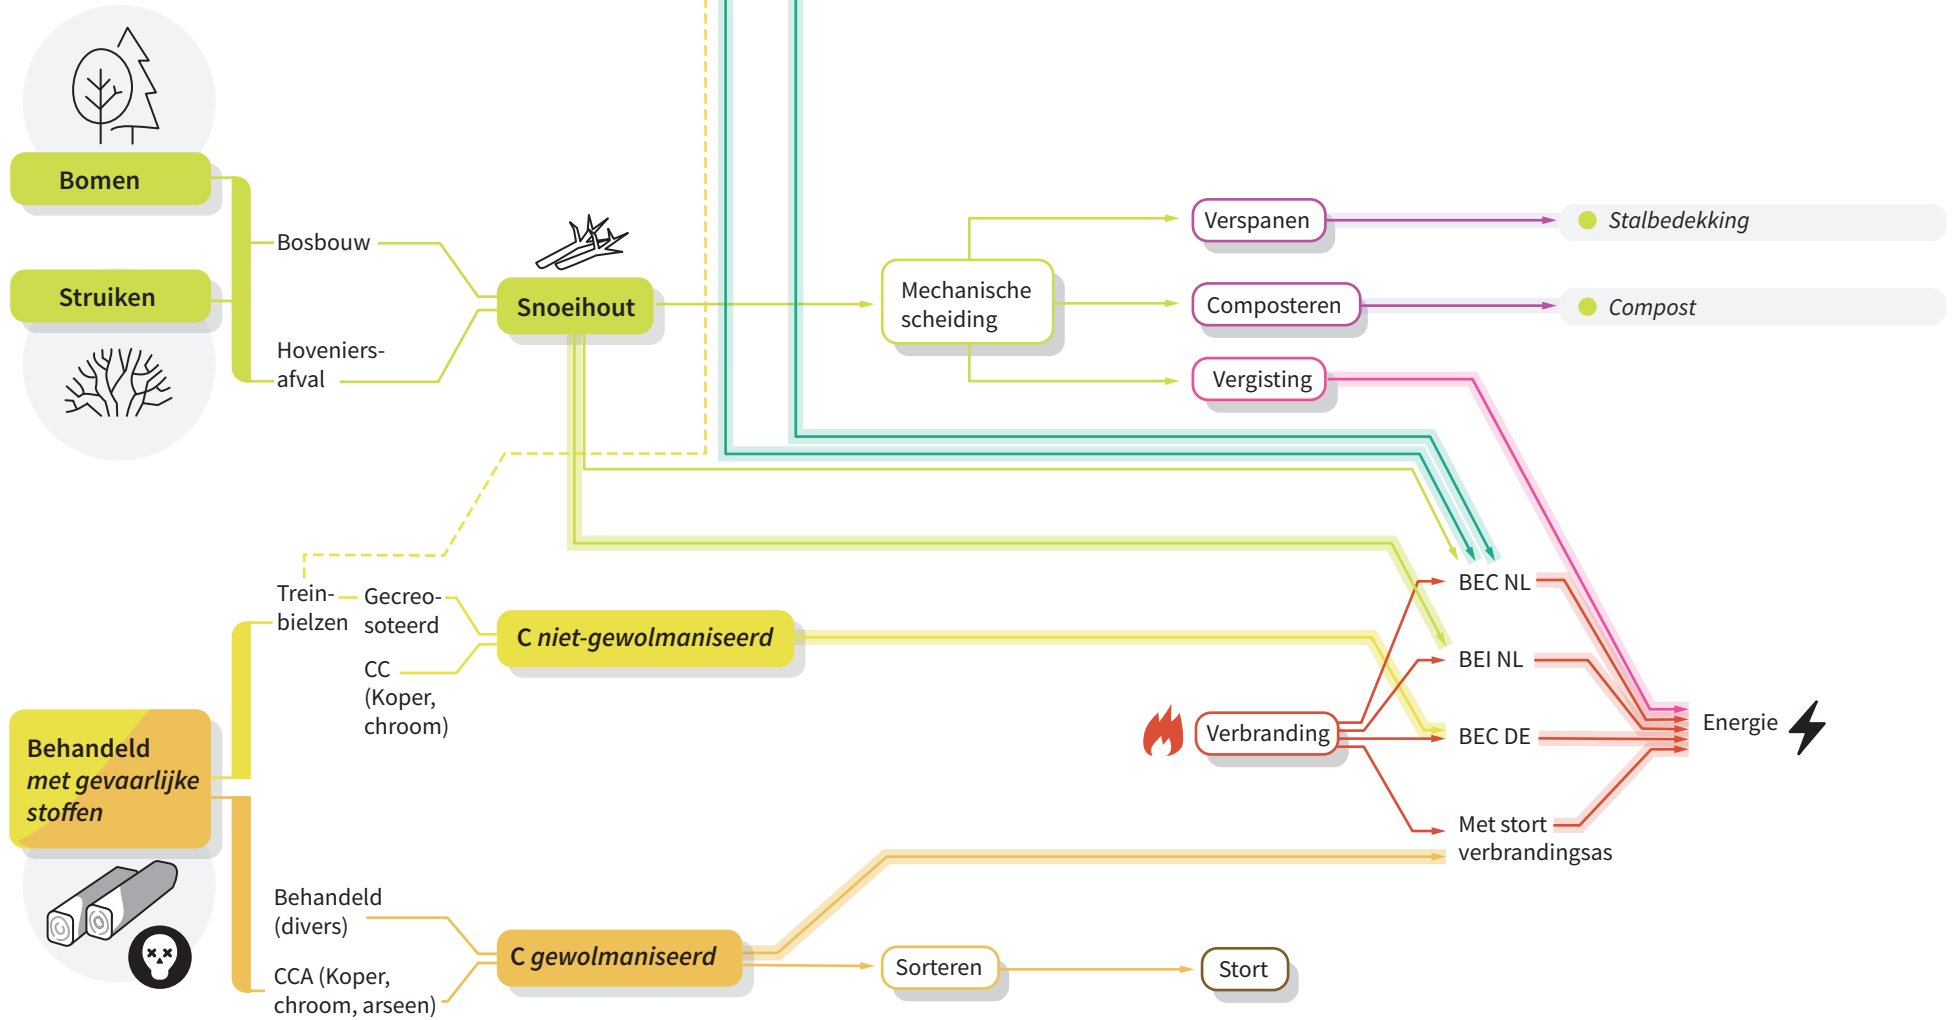 Bomen
Struiken
Bosbouw
Hoveniers-
afval
Snoeihout
Mechanische
scheiding
Verspanen
Composteren
Vergisting
Stalbedekking
Compost
Trein-
bielzen
Gecreo-
soteerd
CC
(Koper,
chroom)
C niet-gewolmaniseerd
Behandeld
met gevaarlijke
stoffen
Verbranding
BEC NL
BEI NL
BEC DE
Met stort
verbrandingsas
Energie
Behandeld
(divers)
CCA (Koper,
chroom, arseen)
C gewolmaniseerd
Sorteren
Stort